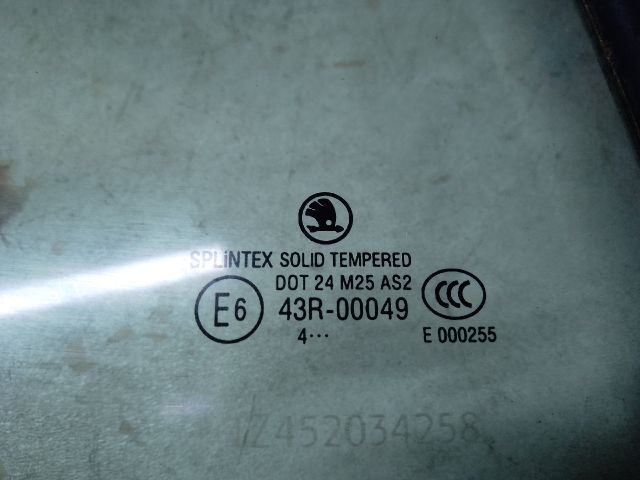 SPLiNTEX SOLID TEMPERED
DOT 24 M25 AS2
E6 43R-00049 CCC
4··· E 000255
1Z452034258